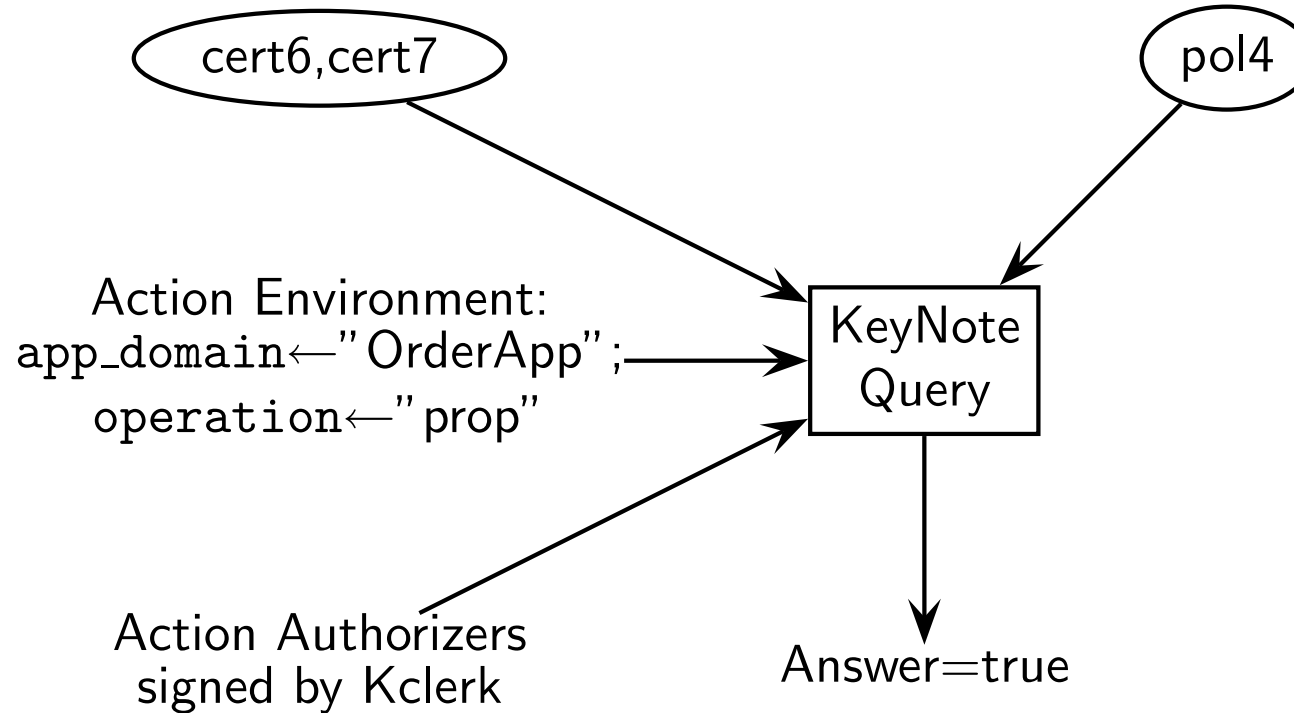 cert6,cert7
pol4
Action Environment:
app_domain←"OrderApp";
operation←"prop"
KeyNote
Query
Action Authorizers
signed by Kclerk
Answer=true